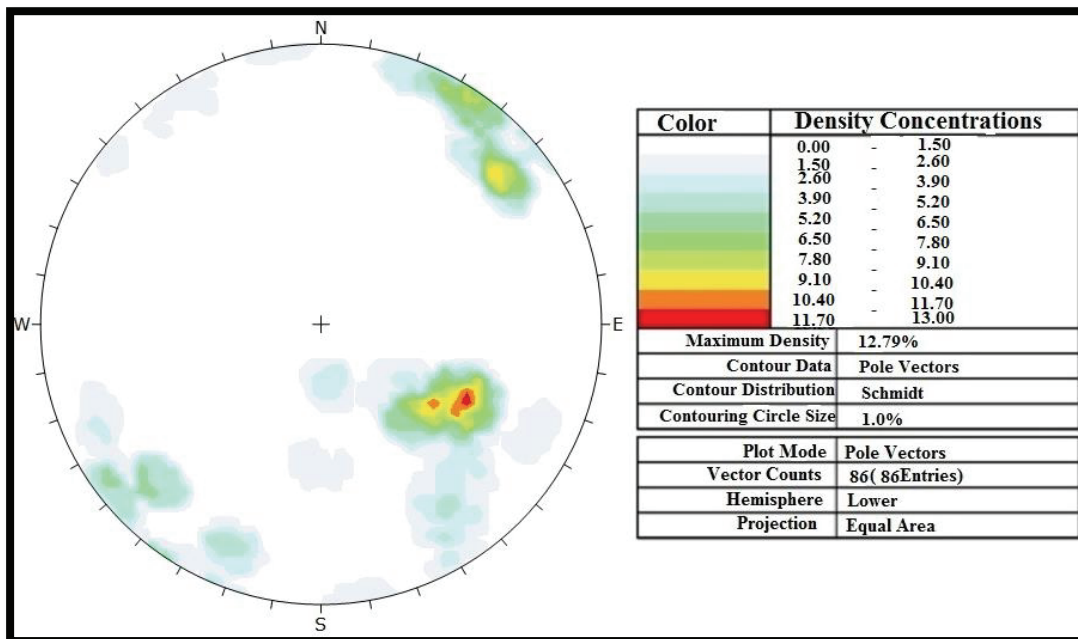 N
W
E
S
Color Density Concentrations
0.00 - 1.50
1.50 - 2.60
2.60 - 3.90
3.90 - 5.20
5.20 - 6.50
6.50 - 7.80
7.80 - 9.10
9.10 - 10.40
10.40 - 11.70
11.70 - 13.00
Maximum Density 12.79%
Contour Data Pole Vectors
Contour Distribution Schmidt
Contouring Circle Size 1.0%
Plot Mode Pole Vectors
Vector Counts 86( 86Entries)
Hemisphere Lower
Projection Equal Area